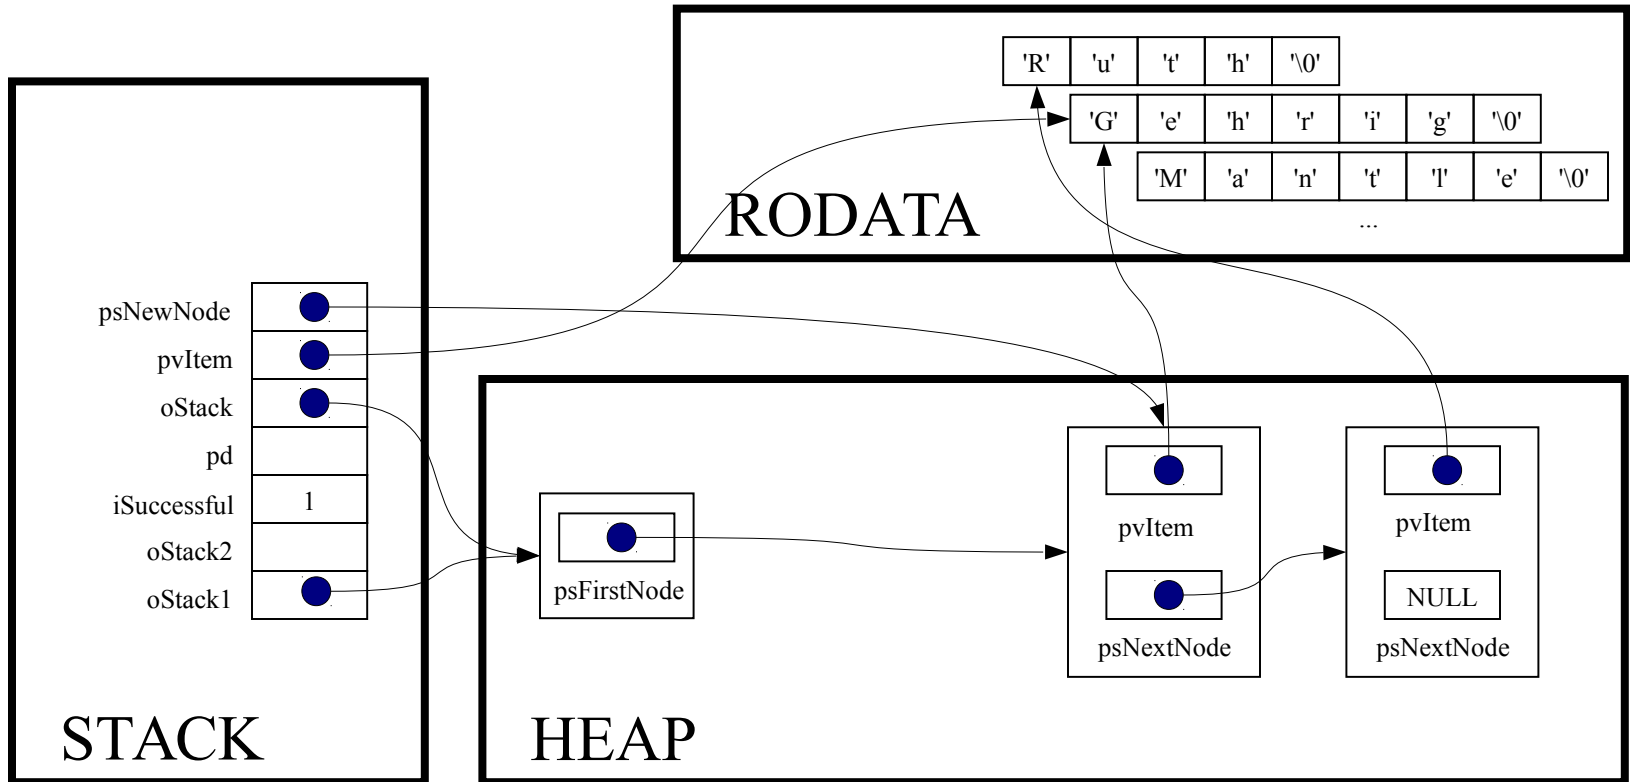 'R' 'u' 't' 'h' '\0'
'G' 'e' 'h' 'r' 'i' 'g' '\0'
'M' 'a' 'n' 't' 'l' 'e' '\0'
...
RODATA
psNewNode
pvItem
oStack
pd
iSuccessful 1
oStack2
oStack1
STACK
psFirstNode
pvItem
psNextNode
pvItem
NULL
psNextNode
HEAP